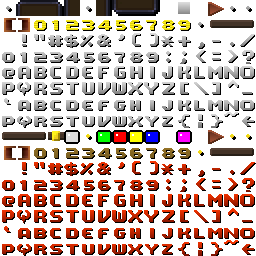 0123456789
!"#$%&'()*+,-./
0123456789:;<=>?
@ABCDEFGHIJKLMNO
PQRSTUVWXYZ[\]^_
`ABCDEFGHIJKLMNO
PQRSTUVWXYZ{¦}~←
0123456789
!"#$%&'()*+,-./
0123456789:;<=>?
@ABCDEFGHIJKLMNO
PQRSTUVWXYZ[\]^_
`ABCDEFGHIJKLMNO
PQRSTUVWXYZ{¦}~←